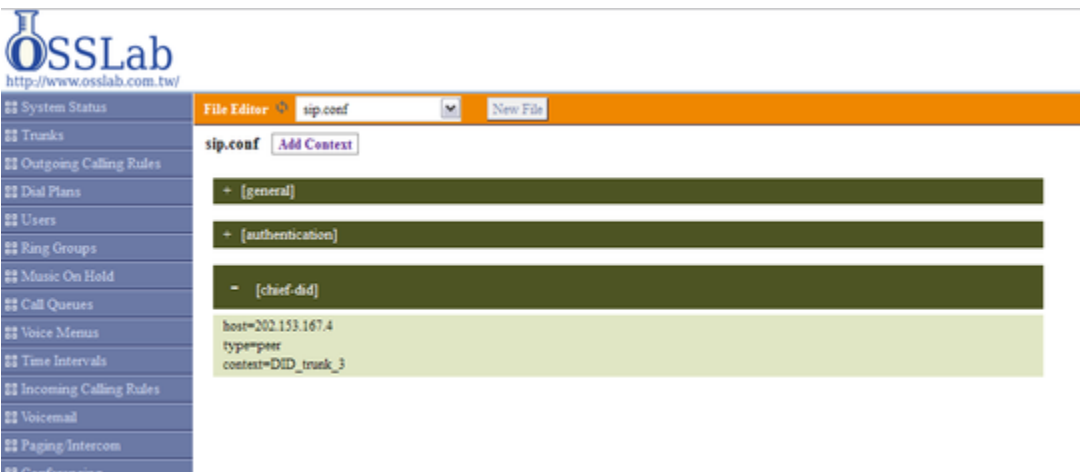 OSSLab
http://www.osslab.com.tw/
System Status
Trunks
Outgoing Calling Rules
Dial Plans
Users
Ring Groups
Music On Hold
Call Queues
Voice Menus
Time Intervals
Incoming Calling Rules
Voicemail
Paging/Intercom
Conferencing
File Editor sip.conf New File
sip.conf Add Context
+ [general]
+ [authentication]
- [chief-did]
host=202.153.167.4
type=peer
context=DID_trunk_3